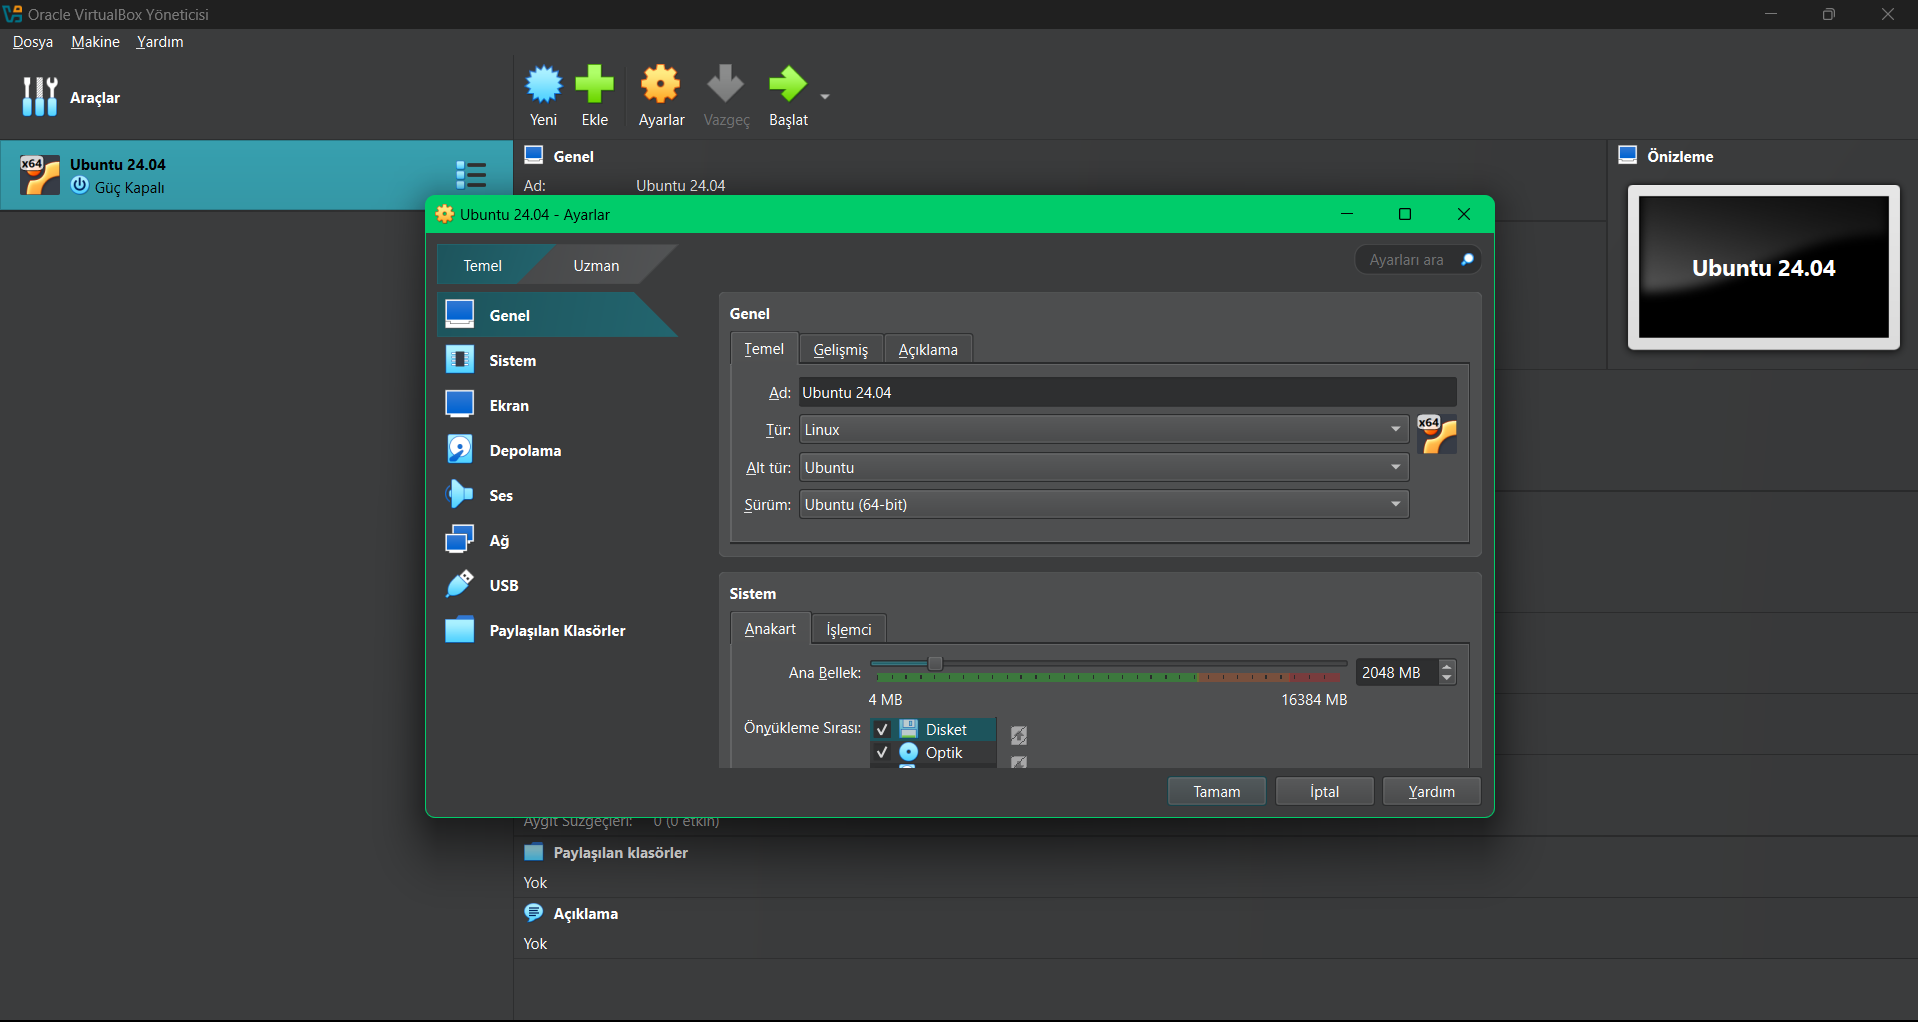 Oracle VirtualBox Yöneticisi
Dosya Makine Yardım
Araçlar
Yeni Ekle Ayarlar Vazgeç Başlat
x64
Ubuntu 24.04
Güç Kapalı
Genel
Ad: Ubuntu 24.04
Önizleme
Ubuntu 24.04
Ubuntu 24.04 - Ayarlar
Temel Uzman
Ayarları ara
Genel
Sistem
Ekran
Depolama
Ses
Ağ
USB
Paylaşılan Klasörler
Genel
Temel Gelişmiş Açıklama
Ad: Ubuntu 24.04
Tür: Linux
x64
Alt tür: Ubuntu
Sürüm: Ubuntu (64-bit)
Sistem
Anakart İşlemci
Ana Bellek: 2048 MB
4 MB 16384 MB
Önyükleme Sırası: Disket
Optik
Tamam İptal Yardım
Aygıt Süzgeçleri: 0 (0 etkin)
Paylaşılan klasörler
Yok
Açıklama
Yok